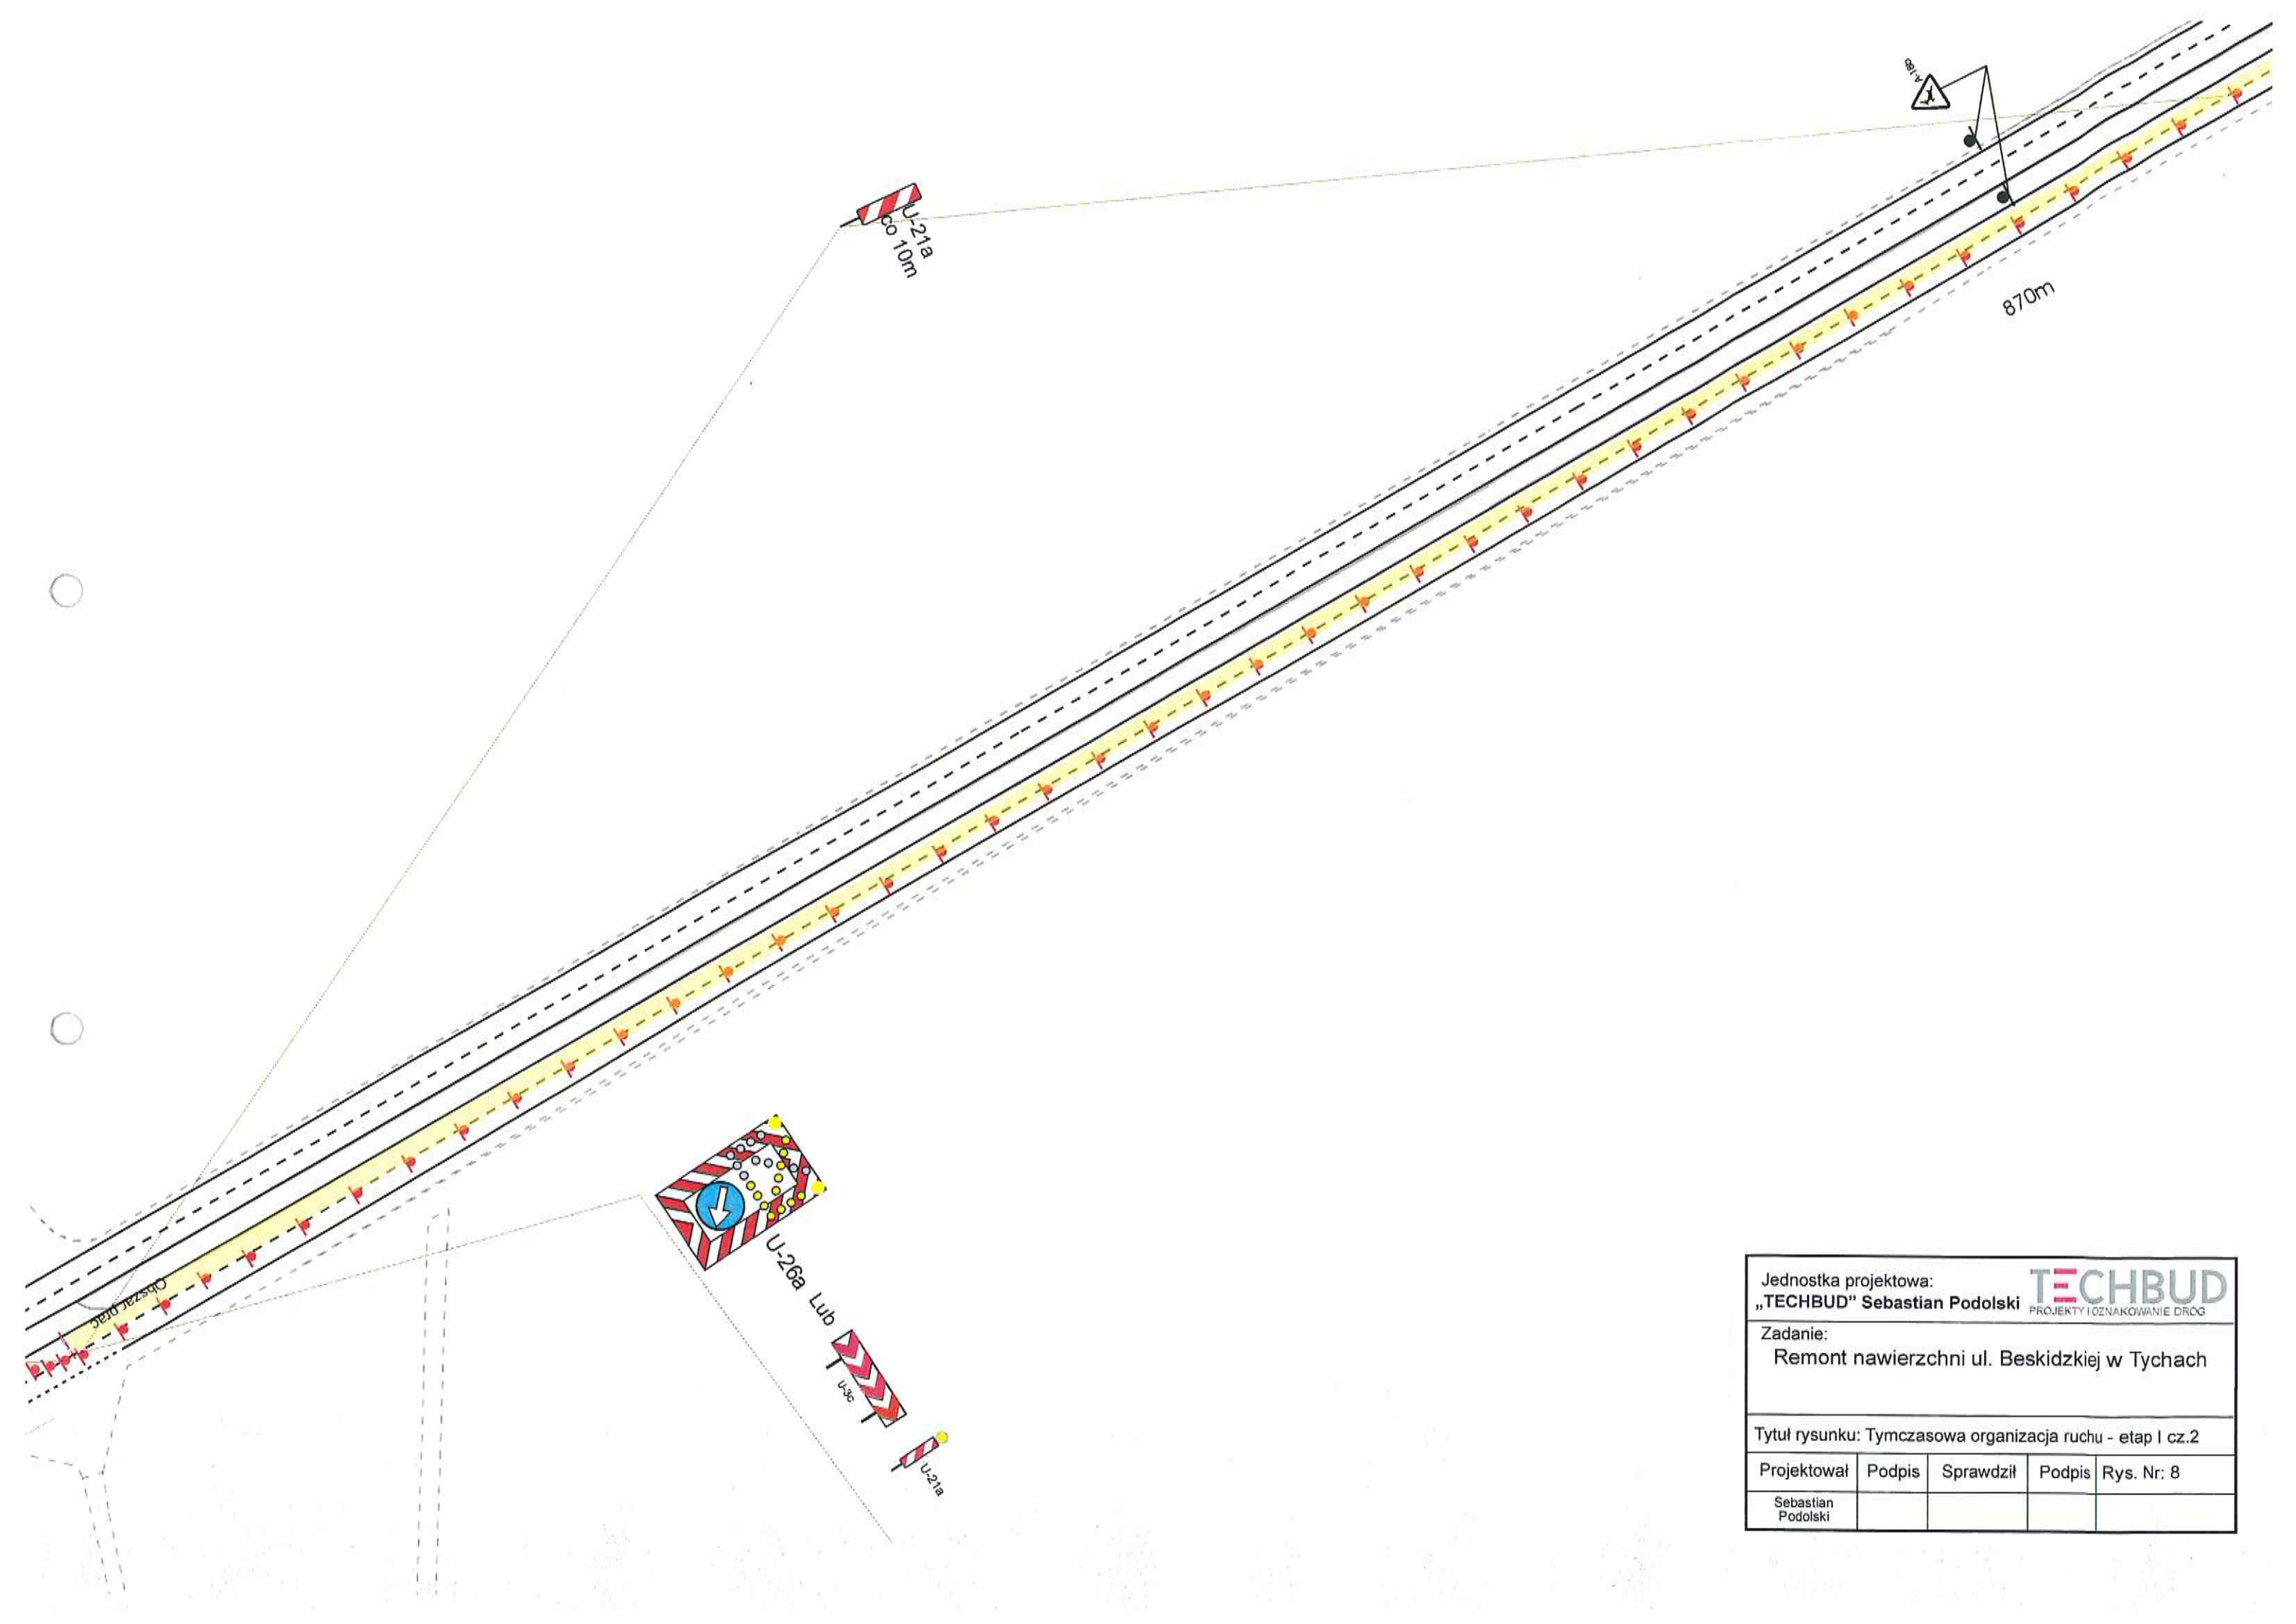 A-18b
U-21a
co 10m
870m
Obszar prac
U-26a Lub
U-3c
U-21a
Jednostka projektowa:
„TECHBUD” Sebastian Podolski
TECHBUD
PROJEKTY I OZNAKOWANIE DRÓG
Zadanie:
Remont nawierzchni ul. Beskidzkiej w Tychach
Tytuł rysunku: Tymczasowa organizacja ruchu - etap I cz.2
Projektował Podpis Sprawdził Podpis Rys. Nr: 8
Sebastian
Podolski